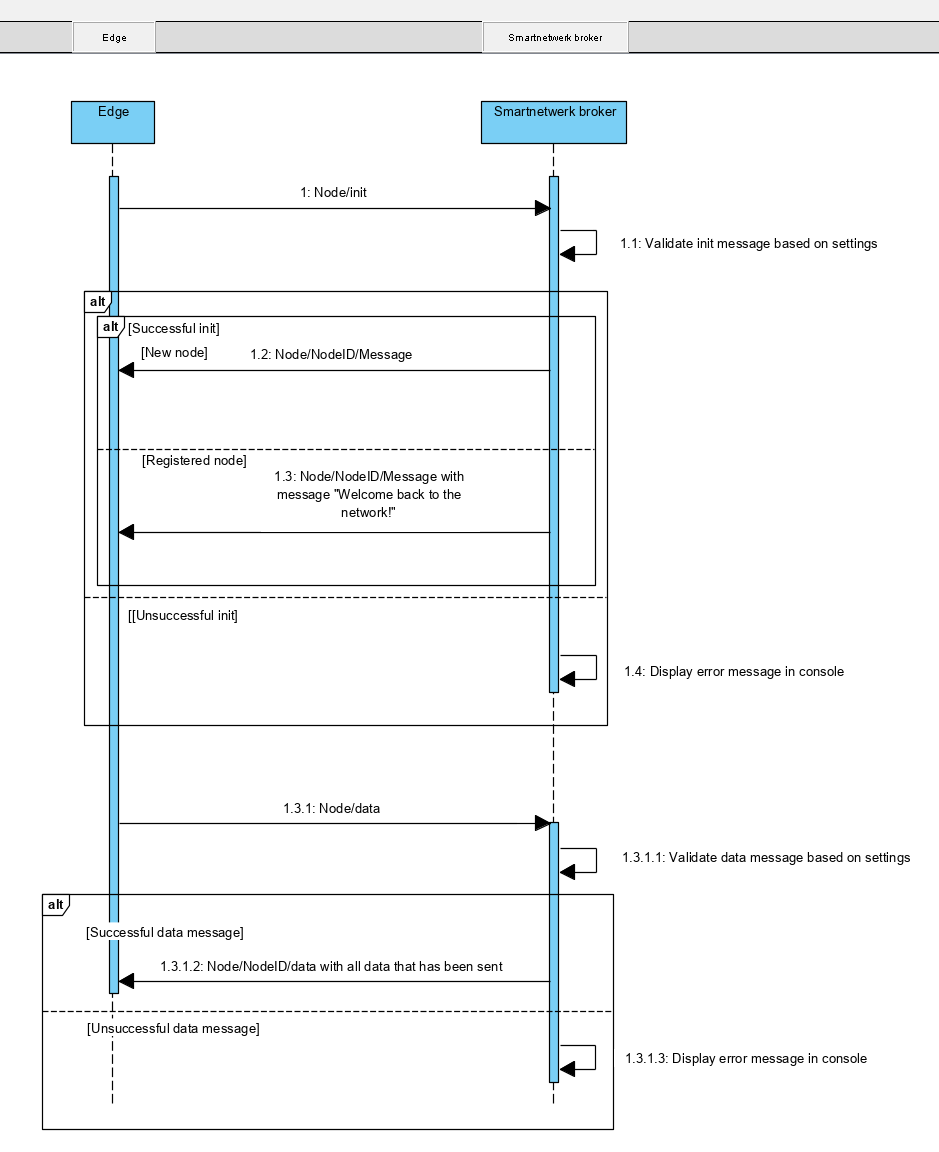 Edge
Smartnetwerk broker
Edge
Smartnetwerk broker
1: Node/init
1.1: Validate init message based on settings
alt
alt
[Successful init]
[New node]
1.2: Node/NodeID/Message
[Registered node]
1.3: Node/NodeID/Message with
message "Welcome back to the
network!"
[[Unsuccessful init]
1.4: Display error message in console
1.3.1: Node/data
1.3.1.1: Validate data message based on settings
alt
[Successful data message]
1.3.1.2: Node/NodeID/data with all data that has been sent
[Unsuccessful data message]
1.3.1.3: Display error message in console